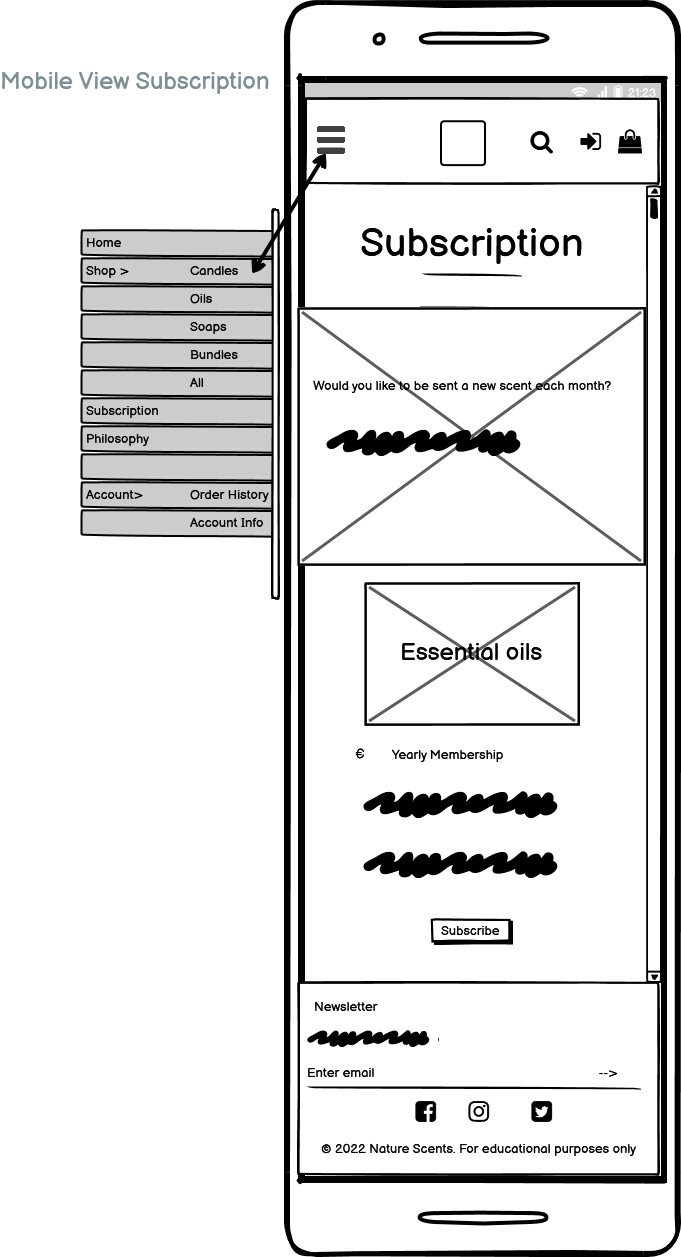 Mobile View Subscription
21:23
Subscription
Home
Shop > Candles
Oils
Soaps
Bundles
All
Subscription
Philosophy
Account> Order History
Account Info
Would you like to be sent a new scent each month?
Essential oils
€ Yearly Membership
Subscribe
Newsletter
Enter email -->
© 2022 Nature Scents. For educational purposes only